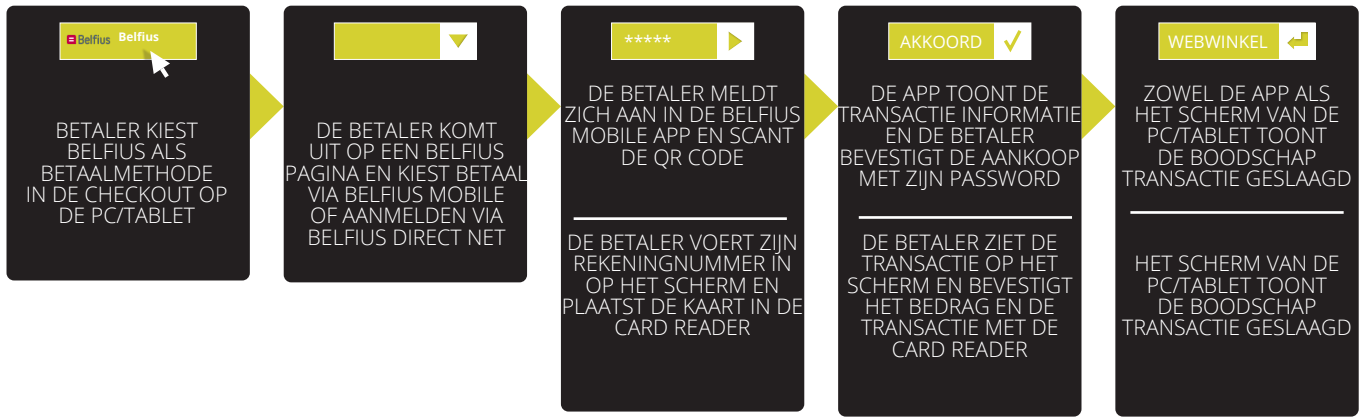 Belfius Belfius
BETALER KIEST
BELFIUS ALS
BETAALMETHODE
IN DE CHECKOUT OP
DE PC/TABLET
DE BETALER KOMT
UIT OP EEN BELFIUS
PAGINA EN KIEST BETAAL
VIA BELFIUS MOBILE
OF AANMELDEN VIA
BELFIUS DIRECT NET
*****
DE BETALER MELDT
ZICH AAN IN DE BELFIUS
MOBILE APP EN SCANT
DE QR CODE
DE BETALER VOERT ZIJN
REKENINGNUMMER IN
OP HET SCHERM EN
PLAATST DE KAART IN DE
CARD READER
AKKOORD
DE APP TOONT DE
TRANSACTIE INFORMATIE
EN DE BETALER
BEVESTIGT DE AANKOOP
MET ZIJN PASSWORD
DE BETALER ZIET DE
TRANSACTIE OP HET
SCHERM EN BEVESTIGT
HET BEDRAG EN DE
TRANSACTIE MET DE
CARD READER
WEBWINKEL
ZOWEL DE APP ALS
HET SCHERM VAN DE
PC/TABLET TOONT
DE BOODSCHAP
TRANSACTIE GESLAAGD
HET SCHERM VAN DE
PC/TABLET TOONT
DE BOODSCHAP
TRANSACTIE GESLAAGD